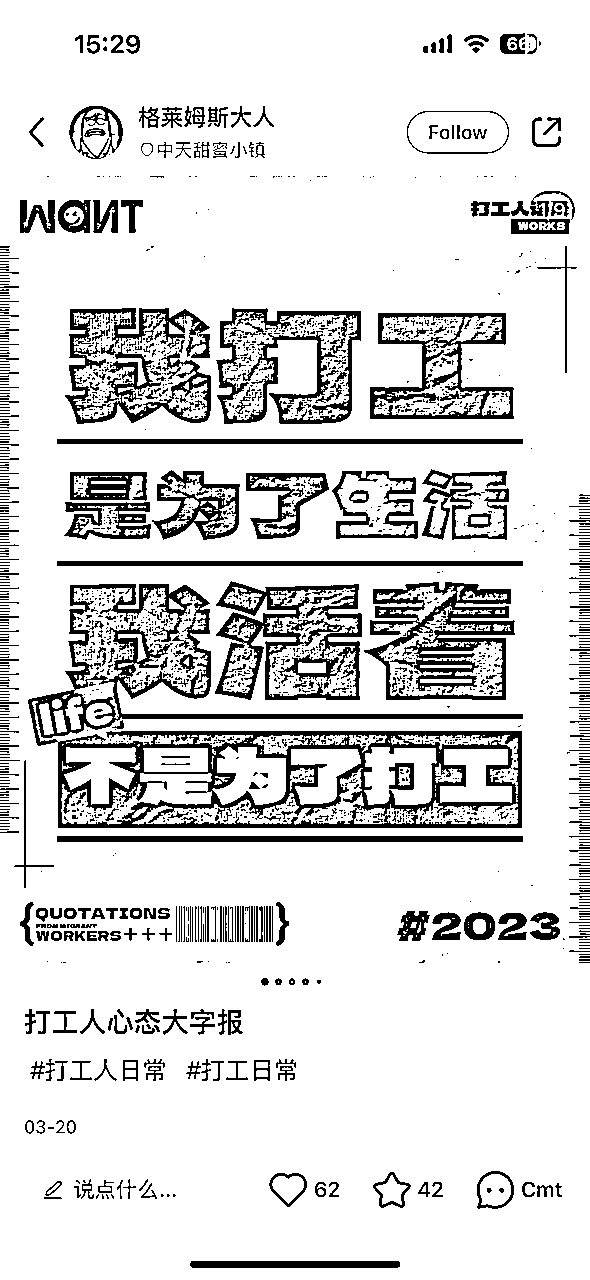 15:29
66
格莱姆斯大人
Follow
中天甜蜜小镇
WANT
打工人
WORKS
我打工
是为了生活
我活着
life
不是为了打工
{QUOTATIONS
FROM MIGRANT
WORKERS+++}
#2023
打工人心态大字报
#打工人日常 #打工日常
03-20
说点什么...
62
42
Cmt